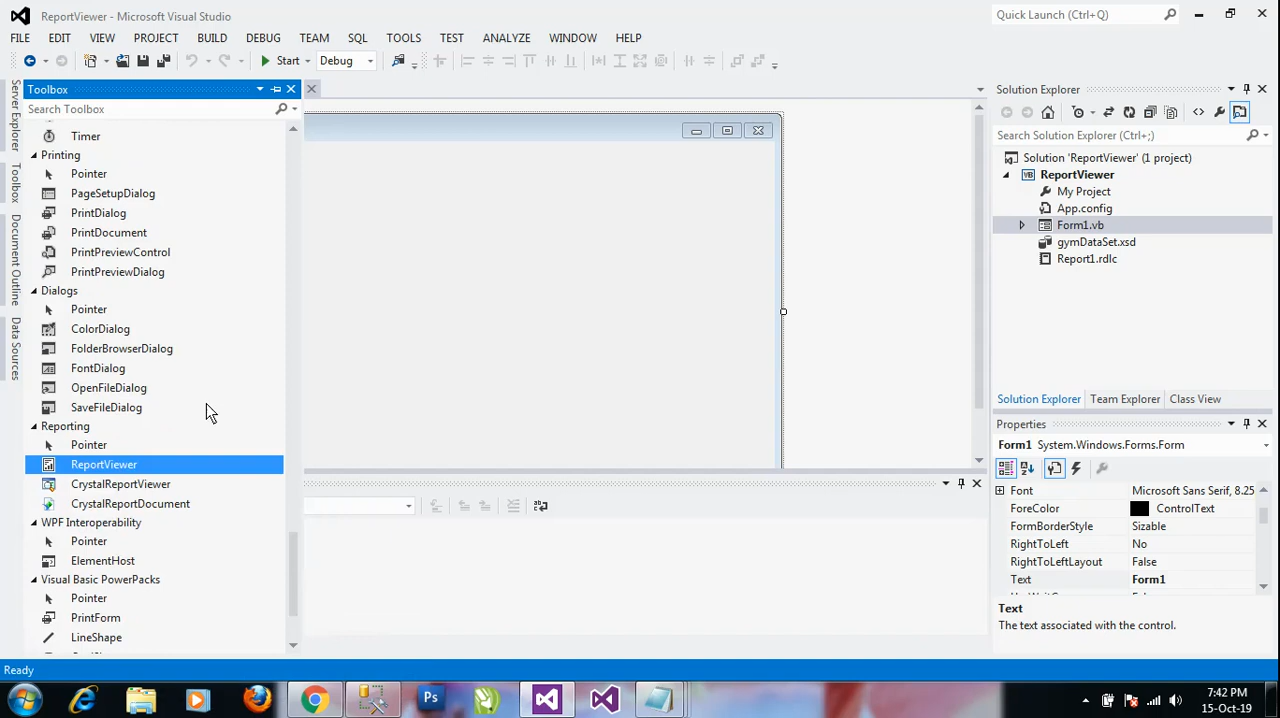 ReportViewer - Microsoft Visual Studio
Quick Launch (Ctrl+Q)
FILE EDIT VIEW PROJECT BUILD DEBUG TEAM SQL TOOLS TEST ANALYZE WINDOW HELP
Start Debug
Server Explorer
Toolbox
Document Outline
Data Sources
Toolbox
Search Toolbox
Timer
Printing
Pointer
PageSetupDialog
PrintDialog
PrintDocument
PrintPreviewControl
PrintPreviewDialog
Dialogs
Pointer
ColorDialog
FolderBrowserDialog
FontDialog
OpenFileDialog
SaveFileDialog
Reporting
Pointer
ReportViewer
CrystalReportViewer
CrystalReportDocument
WPF Interoperability
Pointer
ElementHost
Visual Basic PowerPacks
Pointer
PrintForm
LineShape
Solution Explorer
Search Solution Explorer (Ctrl+;)
Solution 'ReportViewer' (1 project)
VB ReportViewer
My Project
App.config
Form1.vb
gymDataSet.xsd
Report1.rdlc
Solution Explorer Team Explorer Class View
Properties
Form1 System.Windows.Forms.Form
Font Microsoft Sans Serif, 8.25
ForeColor ControlText
FormBorderStyle Sizable
RightToLeft No
RightToLeftLayout False
Text Form1
Text
The text associated with the control.
Ready
Ps
7:42 PM
15-Oct-19